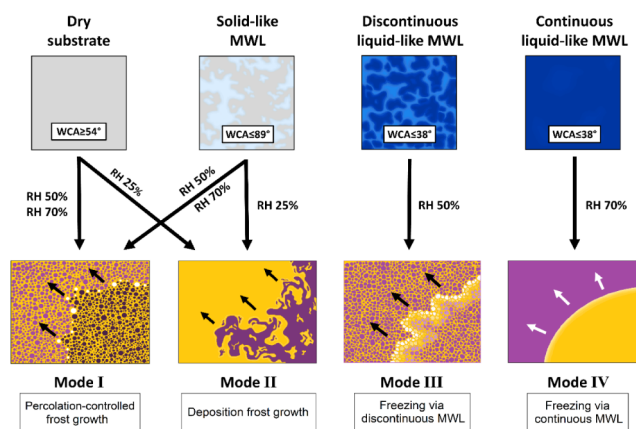 Dry
substrate
Solid-like
MWL
Discontinuous
liquid-like MWL
Continuous
liquid-like MWL
WCA≥54°
WCA≤89°
WCA≤38°
WCA≤38°
RH 50%
RH 70%
RH 25%
RH 50%
RH 70%
RH 25%
RH 50%
RH 70%
Mode I
Mode II
Mode III
Mode IV
Percolation-controlled
frost growth
Deposition frost growth
Freezing via
discontinuous MWL
Freezing via
continuous MWL